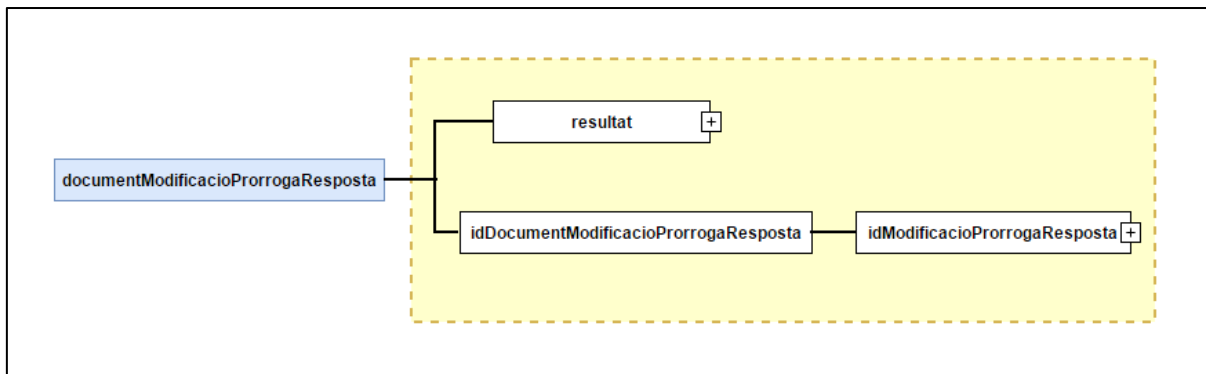 resultat
+
documentModificacioProrrogaResposta
idDocumentModificacioProrrogaResposta
idModificacioProrrogaResposta
+